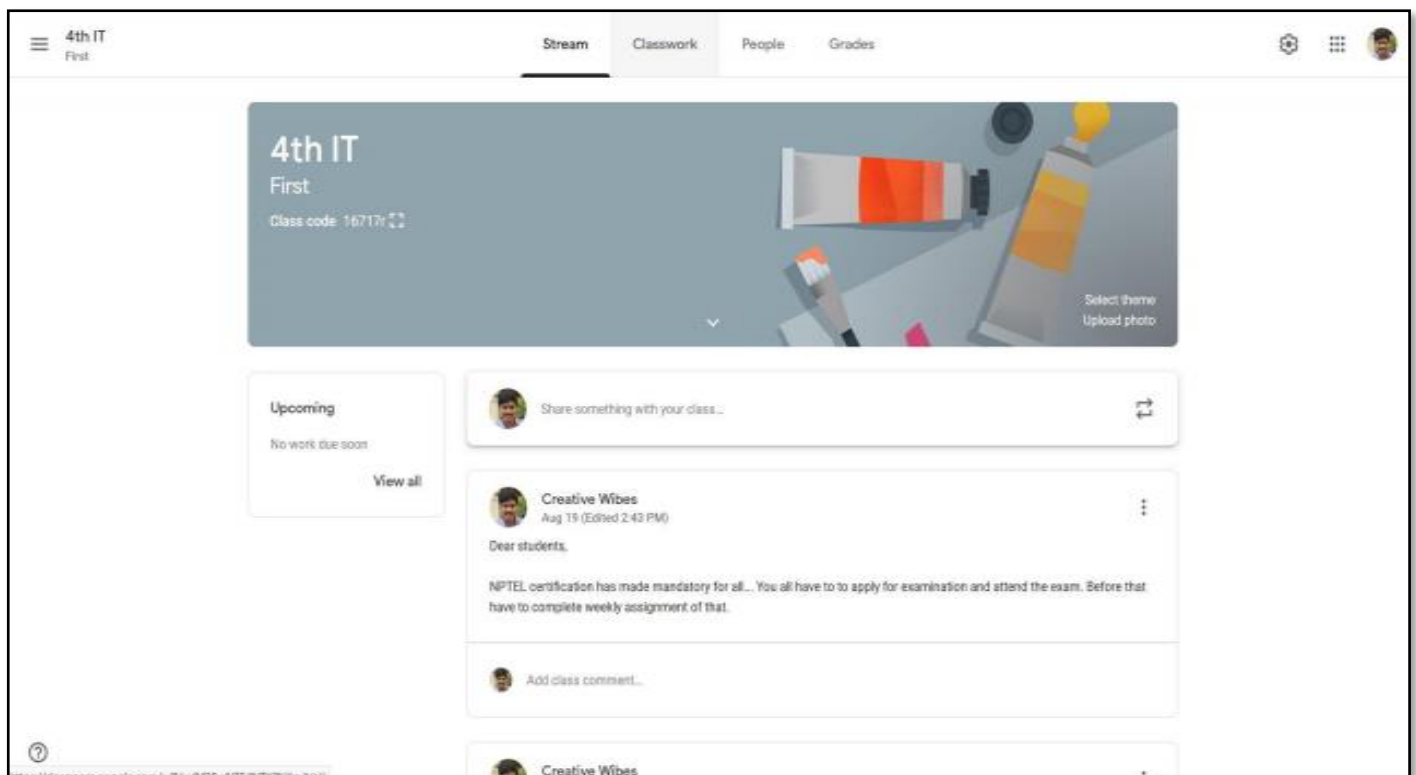 4th IT
First
Stream Classwork People Grades
4th IT
First
Class code 16717r
Select theme
Upload photo
Upcoming
No work due soon
View all
Share something with your class...
Creative Wibes
Aug 19 (Edited 2:43 PM)
Dear students,
NPTEL certification has made mandatory for all... You all have to to apply for examination and attend the exam. Before that
have to complete weekly assignment of that.
Add class comment...
Creative Wibes